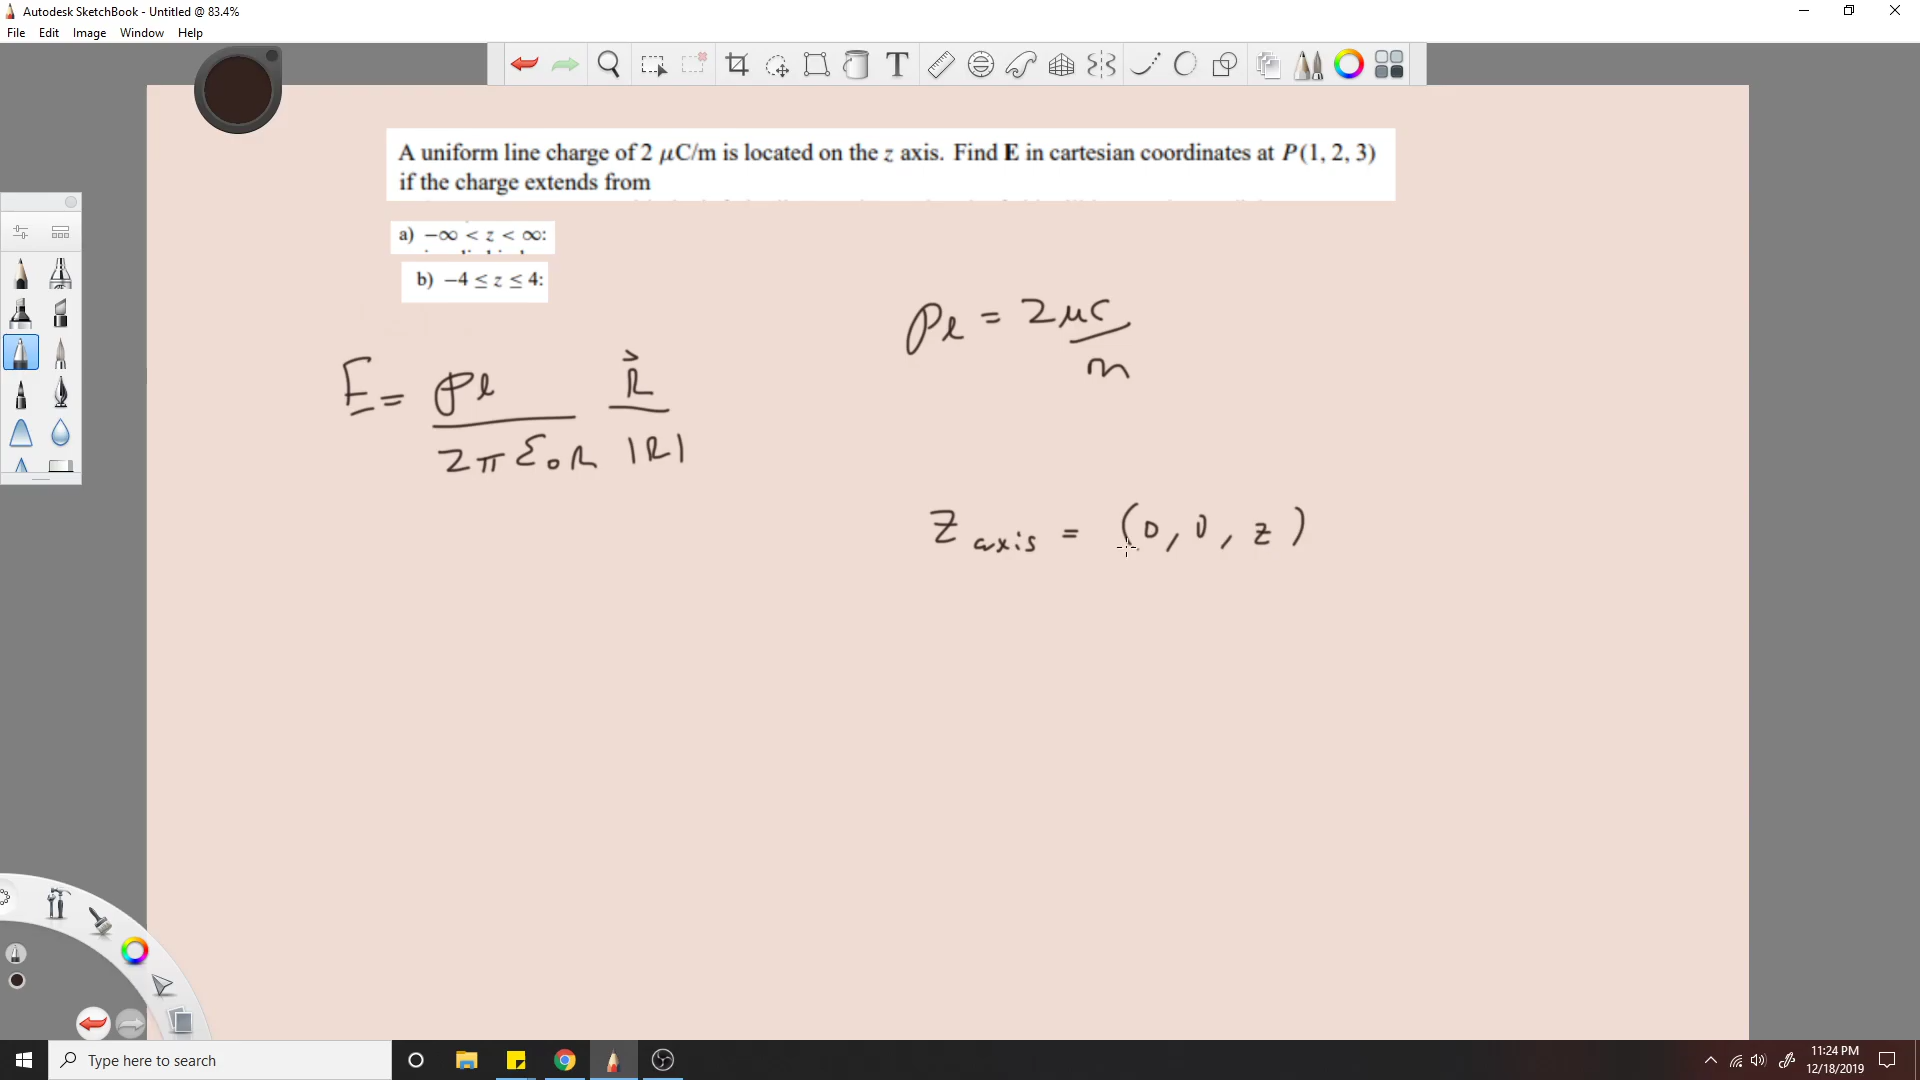 Autodesk SketchBook - Untitled @ 83.4%
File Edit Image Window Help
T
A uniform line charge of 2 μC/m is located on the z axis. Find E in cartesian coordinates at P(1, 2, 3)
if the charge extends from
a) −∞ < z < ∞:
b) −4 ≤ z ≤ 4:
ρl = 2μC/m
E = ρl / 2πε0R R⃗ / |R|
Z axis = (0, 0, z)
Type here to search
11:24 PM
12/18/2019